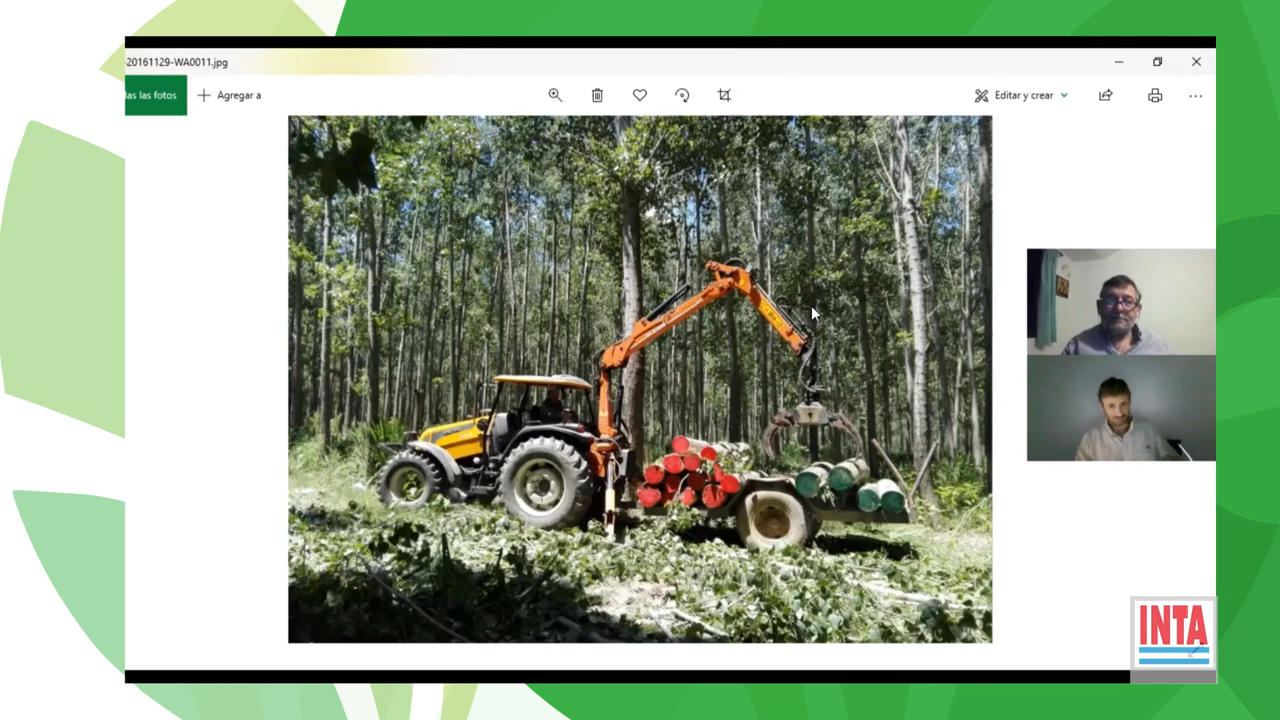 -20161129-WA0011.jpg
las las fotos
Agregar a
Editar y crear
INTA